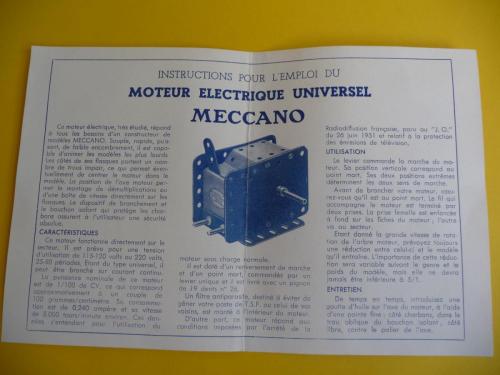 INSTRUCTIONS POUR L'EMPLOI DU
MOTEUR ELECTRIQUE UNIVERSEL
MECCANO
Ce moteur électrique, très étudié, répond
à tous les besoins d'un constructeur de
modèles MECCANO. Souple, rapide, puis-
sant, de faible encombrement, il est capa-
ble d'animer les modèles les plus lourds
Les côtés de ses flasques portent un nom-
bre de trous impair, ce qui permet éven-
tuellement de centrer le moteur dans le
modèle. La position de l'axe moteur per-
met le montage de démultiplications ou
d'une boîte de vitesse directement sur les
flasques. Le dispositif de branchement et
le bouchon isolant qui protège les char-
bons assurent à l'utilisateur une sécurité
absolue.
CARACTÉRISTIQUES
Ce moteur fonctionne directement sur le
secteur. Il est prévu pour une tension
d'utilisation de 115-120 volts ou 220 volts,
25-50 périodes. Étant du type universel, il
peut être branché sur courant continu.
La puissance nominale de ce moteur
est de 1/100 de CV, ce qui correspond
approximativement à un couple de
100 grammes/centimètre. Sa consomma-
tion est de 0,240 ampère et sa vitesse
de 8.000 tours/minute environ. Ces don-
nées s'entendent pour l'utilisation du
moteur sans charge normale.
Il est doté d'un renversement de marche
et d'un point mort, commandés par un
levier unique et il est livré avec un pignon
de 19 dents n° 26.
Un filtre antiparasite, destiné à éviter de
gêner votre poste de T.S.F. ou celui de vos
voisins, est monté à l'intérieur du moteur.
D'autre part, ce moteur répond aux
conditions imposées par l'arrêté de la
Radiodiffusion française, paru au "J.O."
du 26 juin 1951 et relatif à la protection
des émissions de télévision.
UTILISATION
Le levier commande la marche du mo-
teur. Sa position verticale correspond au
point mort. Ses deux positions extrêmes
déterminent les deux sens de marche.
Avant de brancher votre moteur, assu-
rez-vous qu'il est au point mort. Le fil qui
accompagne le moteur est terminé par
deux prises. La prise femelle est enfoncée
à fond sur les fiches du moteur, l'autre
va au secteur.
Étant donné la grande vitesse de rota-
tion de l'arbre moteur, prévoyez toujours
une réduction entre celui-ci et le modèle
qu'il entraîne. L'importance de cette réduc-
tion sera variable suivant le genre et le
poids du modèle, mais elle ne devra
jamais être inférieure à 5/1.
ENTRETIEN
De temps en temps, introduisez une
goutte d'huile sur l'axe du moteur, à l'aide
d'une pointe fine : côté charbons, dans le
trou oblique du bouchon isolant, côté
libre, contre le palier de l'axe.